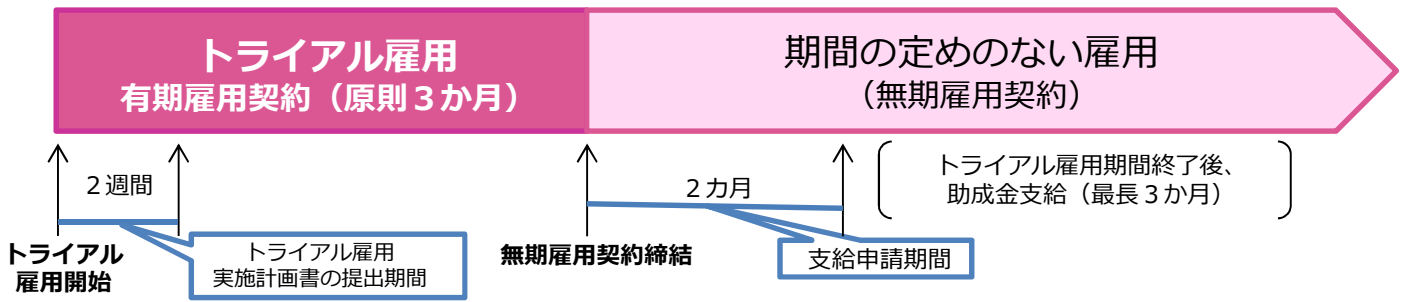 トライアル雇用
有期雇用契約（原則３か月）
期間の定めのない雇用
（無期雇用契約）
２週間
２カ月
トライアル雇用期間終了後、
助成金支給（最長３か月）
トライアル
雇用開始
トライアル雇用
実施計画書の提出期間
無期雇用契約締結
支給申請期間